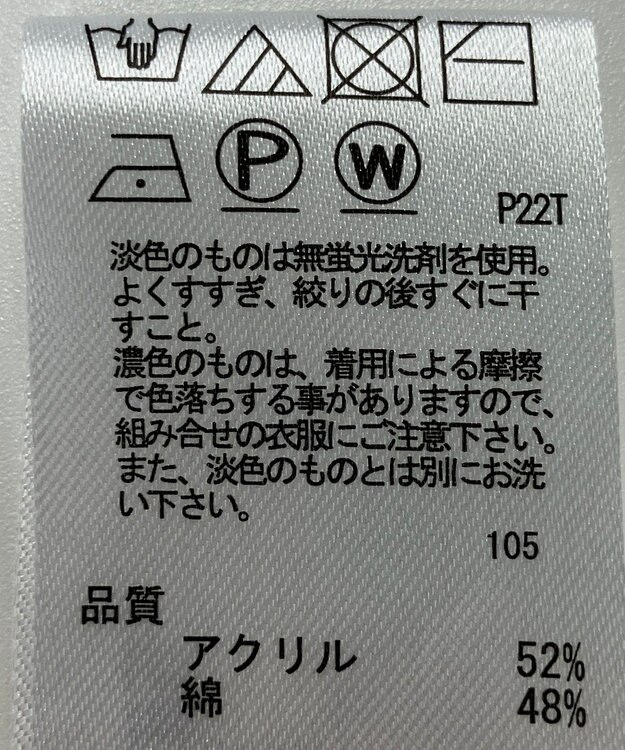 P
W
P22T
淡色のものは無蛍光洗剤を使用。
よくすすぎ、絞りの後すぐに干
すこと。
濃色のものは、着用による摩擦
で色落ちする事がありますので、
組み合せの衣服にご注意下さい。
また、淡色のものとは別にお洗
い下さい。
105
品質
アクリル 52%
綿 48%